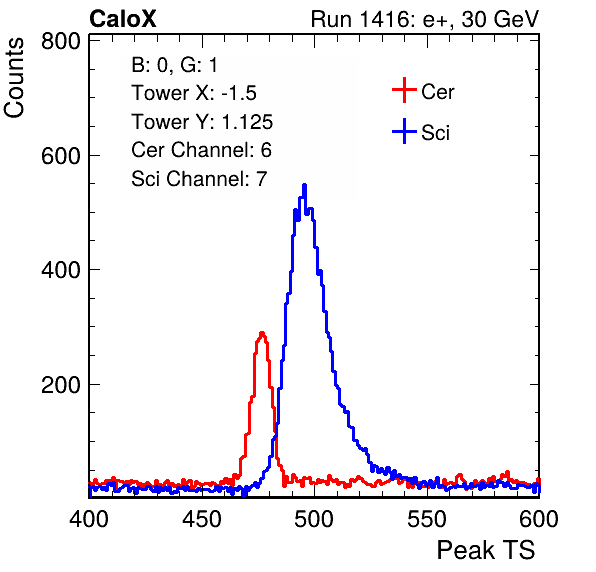 CaloX Run 1416: e+, 30 GeV
Counts
800
600
400
200
B: 0, G: 1
Tower X: -1.5
Tower Y: 1.125
Cer Channel: 6
Sci Channel: 7
Cer
Sci
400 450 500 550 600
Peak TS